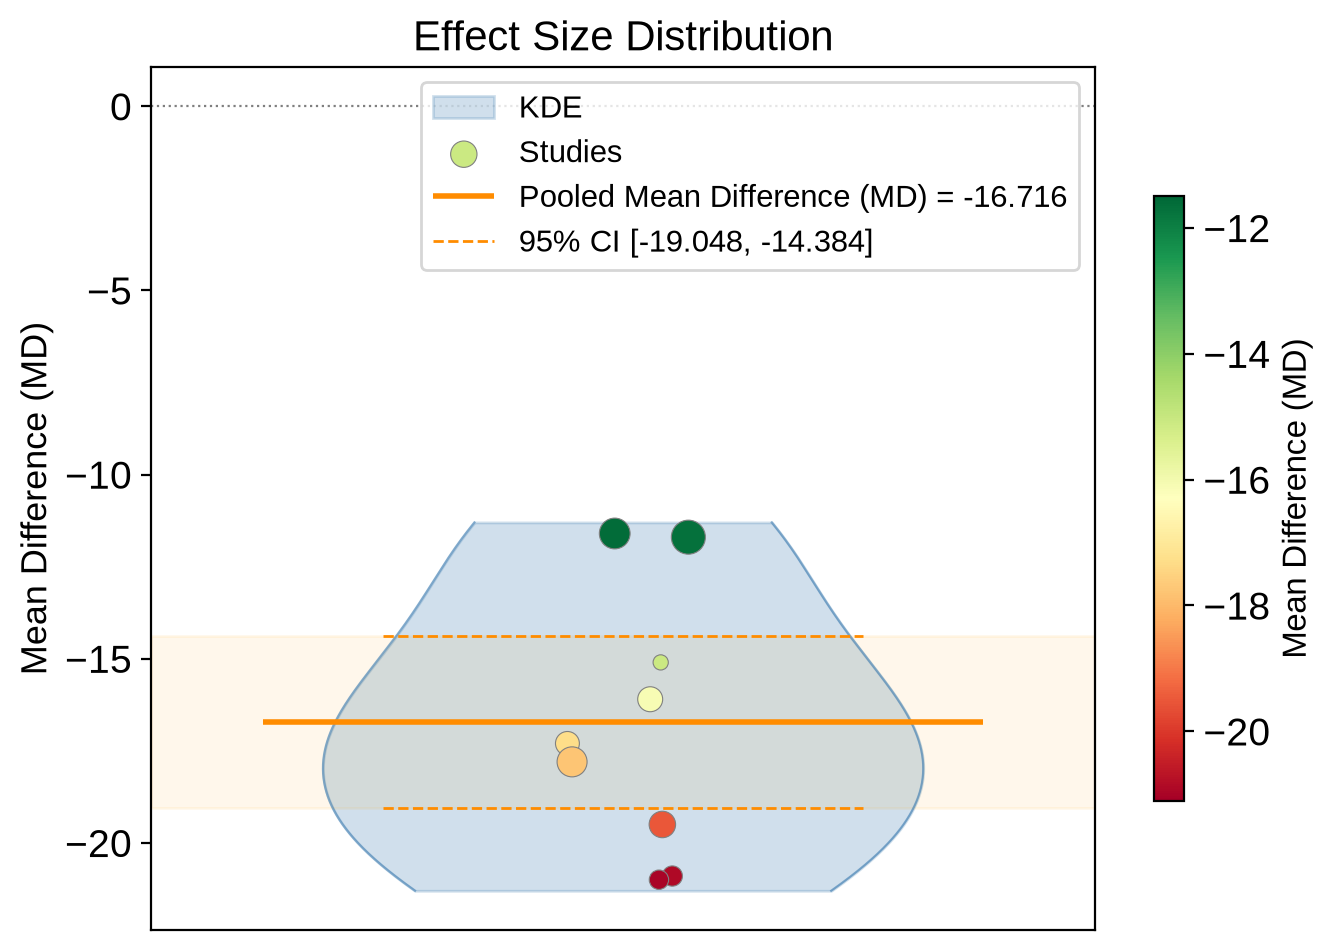 Effect Size Distribution
KDE
Studies
Pooled Mean Difference (MD) = -16.716
95% CI [-19.048, -14.384]
Mean Difference (MD)
0
−5
−10
−15
−20
−12
−14
−16
−18
−20
Mean Difference (MD)